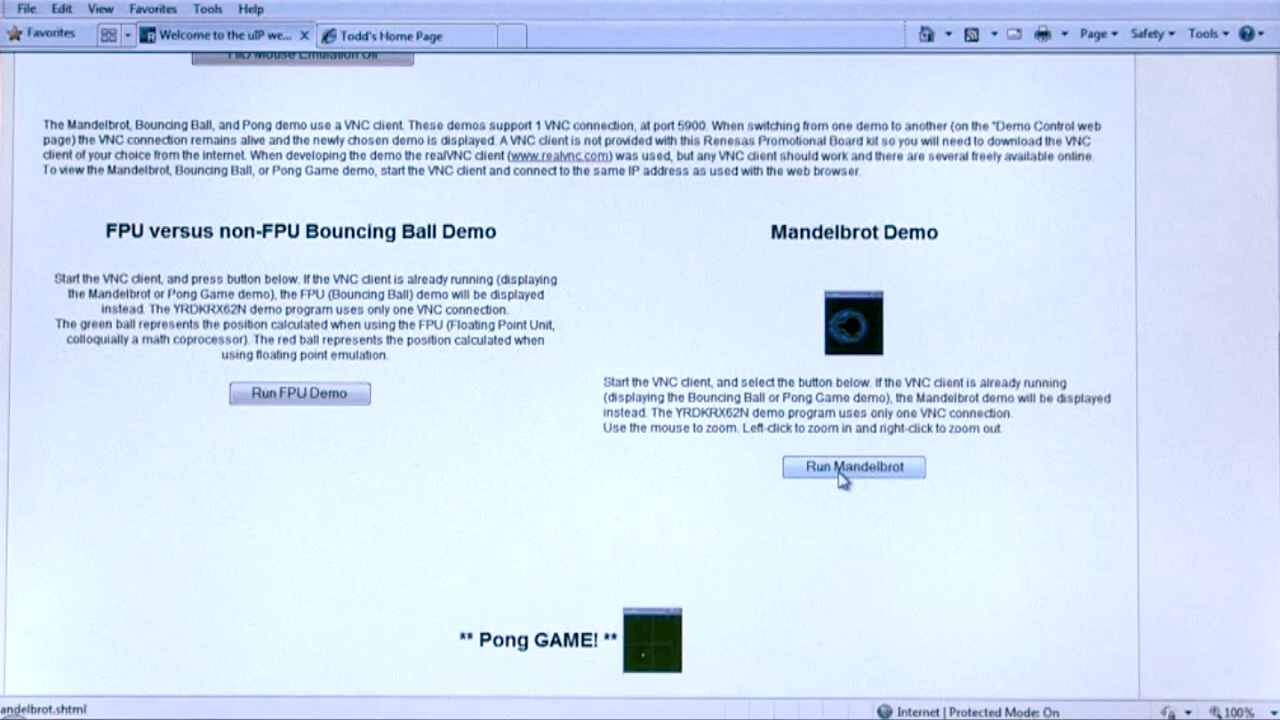 File Edit View Favorites Tools Help
Favorites Welcome to the uIP we... X Todd's Home Page Page Safety Tools
HID Mouse Emulation Off
The Mandelbrot, Bouncing Ball, and Pong demo use a VNC client. These demos support 1 VNC connection, at port 5900. When switching from one demo to another (on the "Demo Control web
page) the VNC connection remains alive and the newly chosen demo is displayed. A VNC client is not provided with this Renesas Promotional Board kit so you will need to download the VNC
client of your choice from the internet. When developing the demo the realVNC client (www.realvnc.com) was used, but any VNC client should work and there are several freely available online.
To view the Mandelbrot, Bouncing Ball, or Pong Game demo, start the VNC client and connect to the same IP address as used with the web browser.
FPU versus non-FPU Bouncing Ball Demo
Start the VNC client, and press button below. If the VNC client is already running (displaying
the Mandelbrot or Pong Game demo), the FPU (Bouncing Ball) demo will be displayed
instead. The YRDKRX62N demo program uses only one VNC connection.
The green ball represents the position calculated when using the FPU (Floating Point Unit,
colloquially a math coprocessor). The red ball represents the position calculated when
using floating point emulation.
Run FPU Demo
Mandelbrot Demo
Start the VNC client, and select the button below. If the VNC client is already running
(displaying the Bouncing Ball or Pong Game demo), the Mandelbrot demo will be displayed
instead. The YRDKRX62N demo program uses only one VNC connection.
Use the mouse to zoom. Left-click to zoom in and right-click to zoom out.
Run Mandelbrot
** Pong GAME! **
andelbrot.shtml Internet | Protected Mode: On 100%